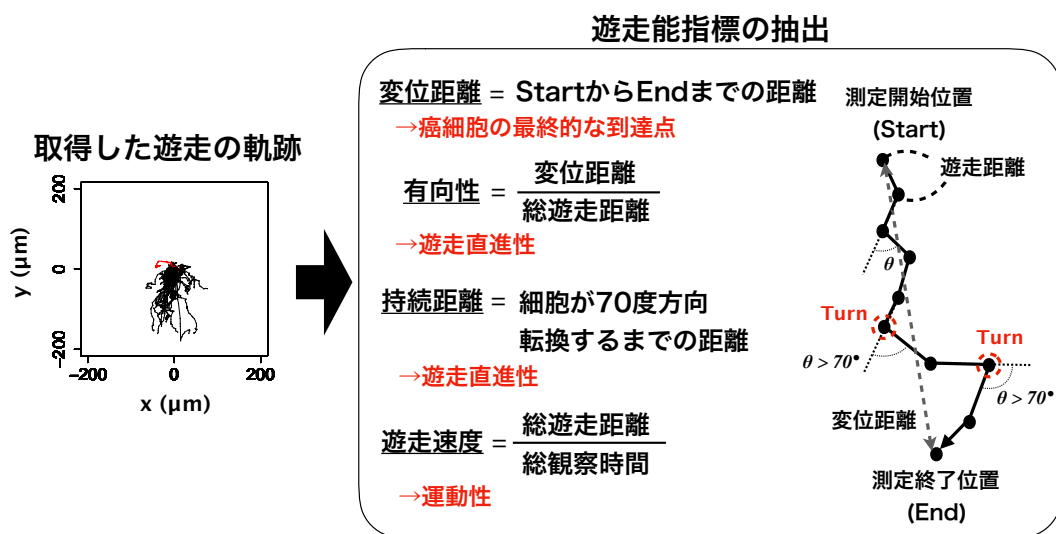 遊走能指標の抽出
取得した遊走の軌跡
200
0
-200
y (μm)
-200
0
200
x (μm)
変位距離 = StartからEndまでの距離
→癌細胞の最終的な到達点
有向性 = 変位距離
総遊走距離
→遊走直進性
持続距離 = 細胞が70度方向
転換するまでの距離
→遊走直進性
遊走速度 = 総遊走距離
総観察時間
→運動性
測定開始位置
(Start)
遊走距離
θ
Turn
Turn
θ > 70°
θ > 70°
変位距離
測定終了位置
(End)